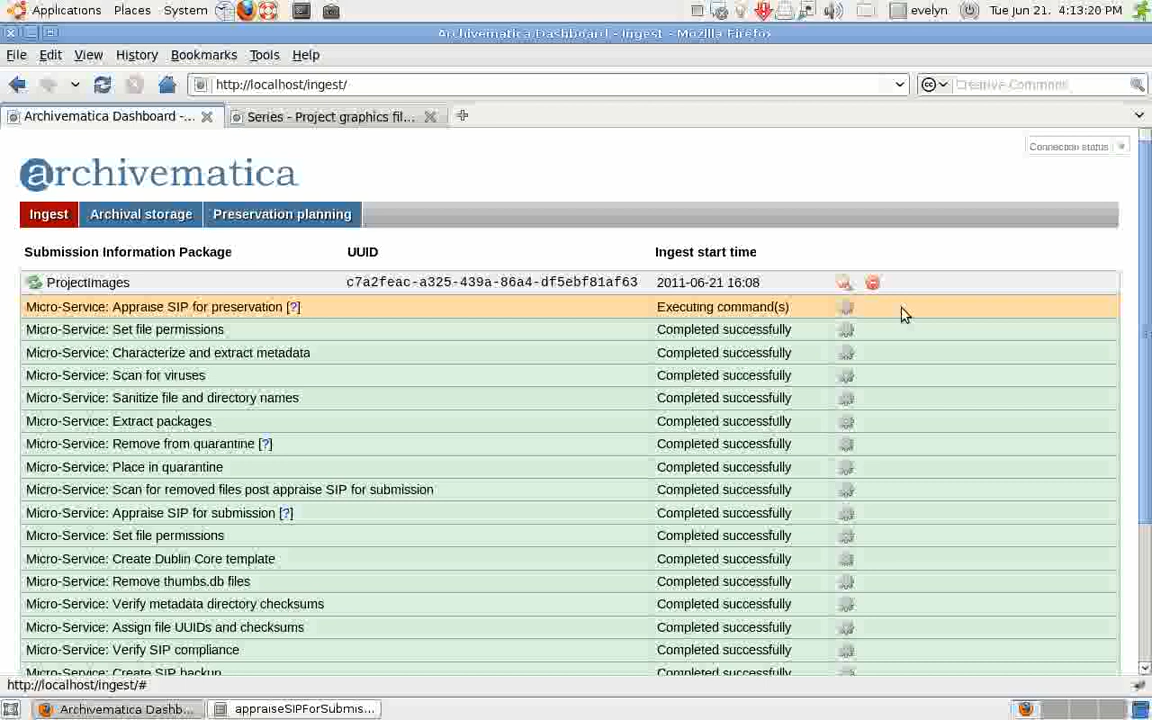 Applications Places System evelyn Tue Jun 21, 4:13:20 PM
Archivematica Dashboard - Ingest - Mozilla Firefox
File Edit View History Bookmarks Tools Help
http://localhost/ingest/ Creative Commons
Archivematica Dashboard -... Series - Project graphics fil...
Connection status
archivematica
Ingest Archival storage Preservation planning
Submission Information Package UUID Ingest start time
ProjectImages c7a2feac-a325-439a-86a4-df5ebf81af63 2011-06-21 16:08
Micro-Service: Appraise SIP for preservation [?] Executing command(s)
Micro-Service: Set file permissions Completed successfully
Micro-Service: Characterize and extract metadata Completed successfully
Micro-Service: Scan for viruses Completed successfully
Micro-Service: Sanitize file and directory names Completed successfully
Micro-Service: Extract packages Completed successfully
Micro-Service: Remove from quarantine [?] Completed successfully
Micro-Service: Place in quarantine Completed successfully
Micro-Service: Scan for removed files post appraise SIP for submission Completed successfully
Micro-Service: Appraise SIP for submission [?] Completed successfully
Micro-Service: Set file permissions Completed successfully
Micro-Service: Create Dublin Core template Completed successfully
Micro-Service: Remove thumbs.db files Completed successfully
Micro-Service: Verify metadata directory checksums Completed successfully
Micro-Service: Assign file UUIDs and checksums Completed successfully
Micro-Service: Verify SIP compliance Completed successfully
Micro-Service: Create SIP backup Completed successfully
http://localhost/ingest/#
Archivematica Dashb... appraiseSIPForSubmis...